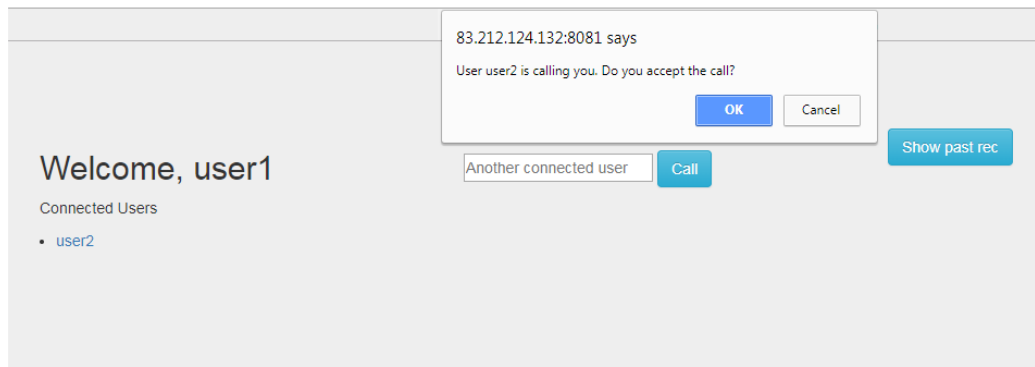 83.212.124.132:8081 says
User user2 is calling you. Do you accept the call?
OK
Cancel
Welcome, user1
Another connected user
Call
Show past rec
Connected Users
• user2